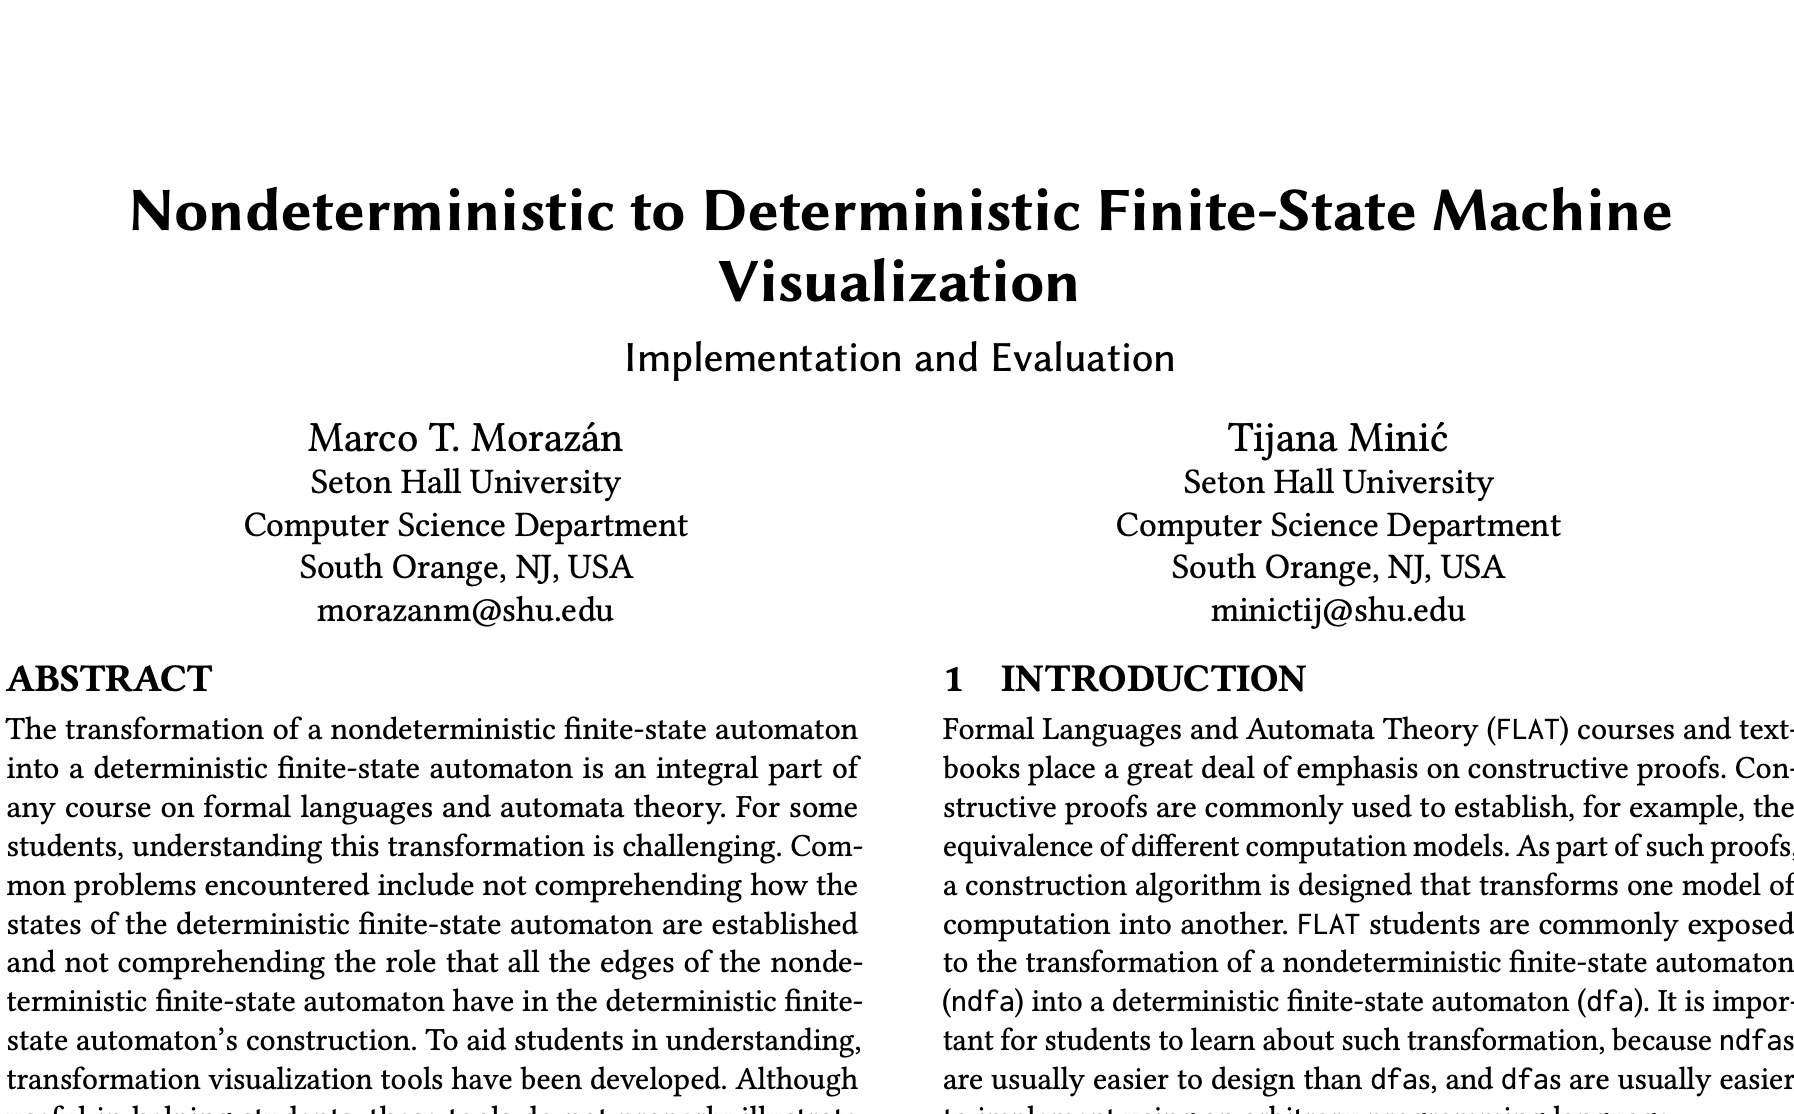 Nondeterministic to Deterministic Finite-State Machine
Visualization
Implementation and Evaluation
Marco T. Morazán
Seton Hall University
Computer Science Department
South Orange, NJ, USA
morazanm@shu.edu
Tijana Minić
Seton Hall University
Computer Science Department
South Orange, NJ, USA
minictij@shu.edu
ABSTRACT
The transformation of a nondeterministic finite-state automaton
into a deterministic finite-state automaton is an integral part of
any course on formal languages and automata theory. For some
students, understanding this transformation is challenging. Com-
mon problems encountered include not comprehending how the
states of the deterministic finite-state automaton are established
and not comprehending the role that all the edges of the nonde-
terministic finite-state automaton have in the deterministic finite-
state automaton's construction. To aid students in understanding,
transformation visualization tools have been developed. Although
1 INTRODUCTION
Formal Languages and Automata Theory (FLAT) courses and text-
books place a great deal of emphasis on constructive proofs. Con-
structive proofs are commonly used to establish, for example, the
equivalence of different computation models. As part of such proofs,
a construction algorithm is designed that transforms one model of
computation into another. FLAT students are commonly exposed
to the transformation of a nondeterministic finite-state automaton
(ndfa) into a deterministic finite-state automaton (dfa). It is impor-
tant for students to learn about such transformation, because ndfas
are usually easier to design than dfas, and dfas are usually easier